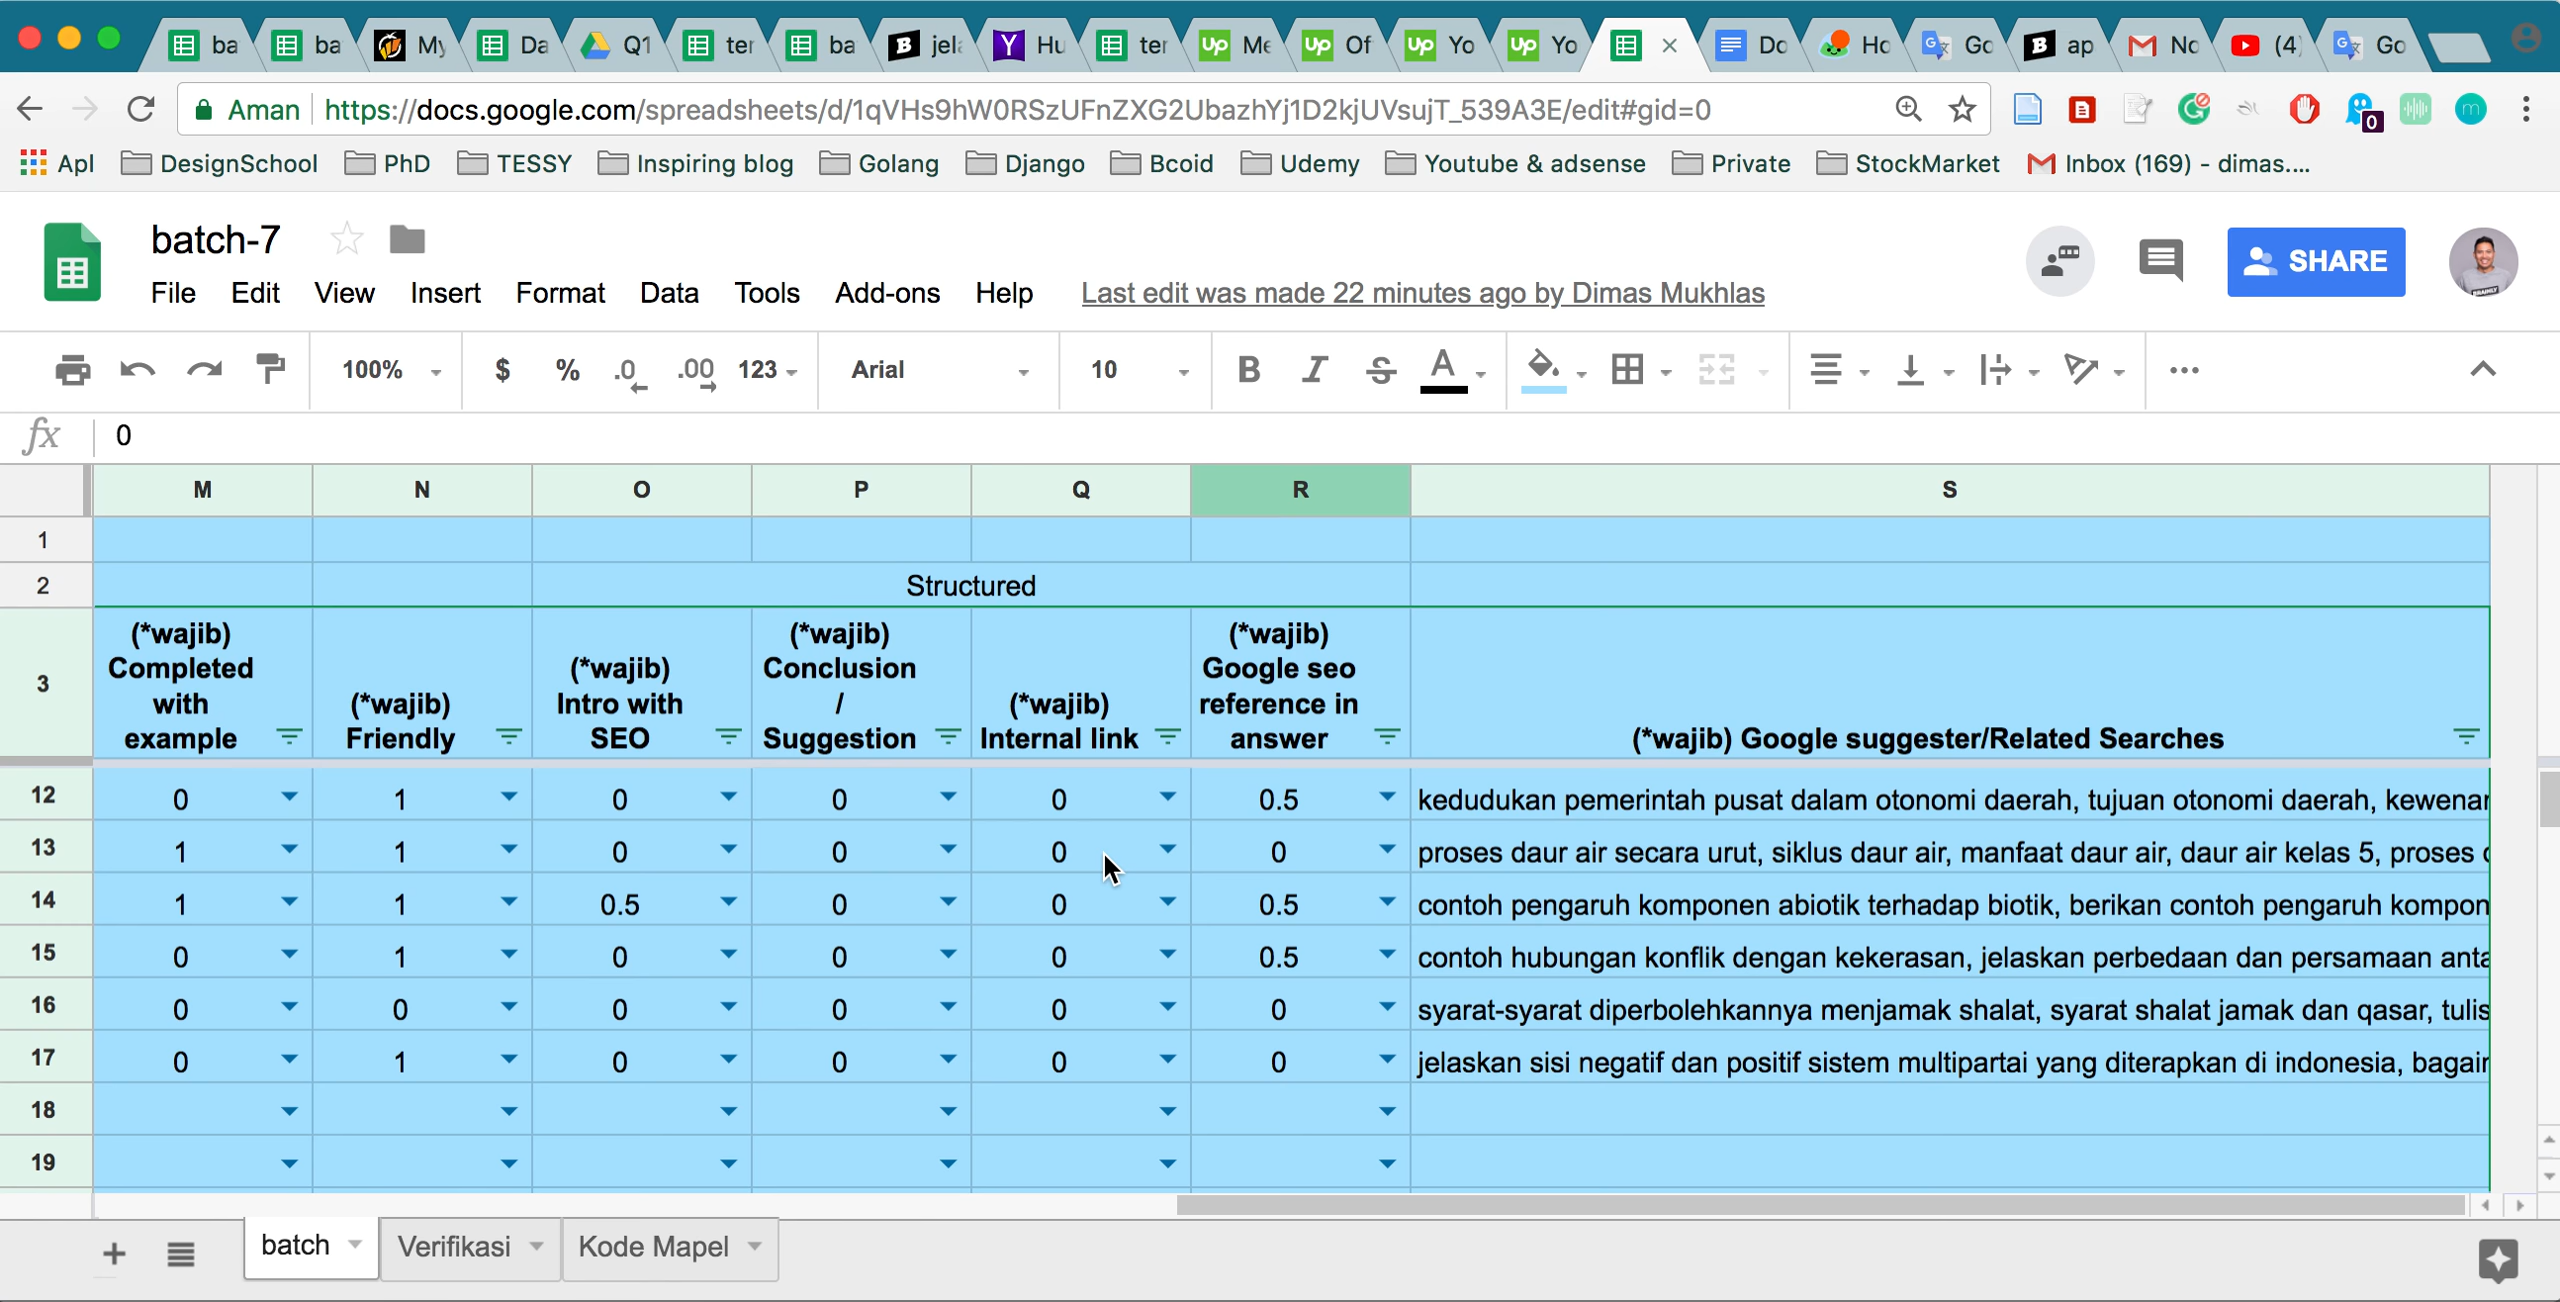 ba ba My Da Q1 ter ba jela Hu ter Me Of Yo Yo Do Ho Go ap No (4) Go
Aman https://docs.google.com/spreadsheets/d/1qVHs9hW0RSzUFnZXG2UbazhYj1D2kjUVsujT_539A3E/edit#gid=0
Apl DesignSchool PhD TESSY Inspiring blog Golang Django Bcoid Udemy Youtube & adsense Private StockMarket Inbox (169) - dimas....
batch-7
SHARE
File Edit View Insert Format Data Tools Add-ons Help Last edit was made 22 minutes ago by Dimas Mukhlas
100% $ % .0 .00 123 Arial 10 B I S A
fx 0
M N O P Q R S
1
2 Structured
3
(*wajib) Completed with example
(*wajib) Friendly
(*wajib) Intro with SEO
(*wajib) Conclusion / Suggestion
(*wajib) Internal link
(*wajib) Google seo reference in answer
(*wajib) Google suggester/Related Searches
12 0 1 0 0 0 0.5 kedudukan pemerintah pusat dalam otonomi daerah, tujuan otonomi daerah, kewenan
13 1 1 0 0 0 0 proses daur air secara urut, siklus daur air, manfaat daur air, daur air kelas 5, proses
14 1 1 0.5 0 0 0.5 contoh pengaruh komponen abiotik terhadap biotik, berikan contoh pengaruh kompon
15 0 1 0 0 0 0.5 contoh hubungan konflik dengan kekerasan, jelaskan perbedaan dan persamaan anta
16 0 0 0 0 0 0 syarat-syarat diperbolehkannya menjamak shalat, syarat shalat jamak dan qasar, tulis
17 0 1 0 0 0 0 jelaskan sisi negatif dan positif sistem multipartai yang diterapkan di indonesia, bagaim
18
19
batch Verifikasi Kode Mapel